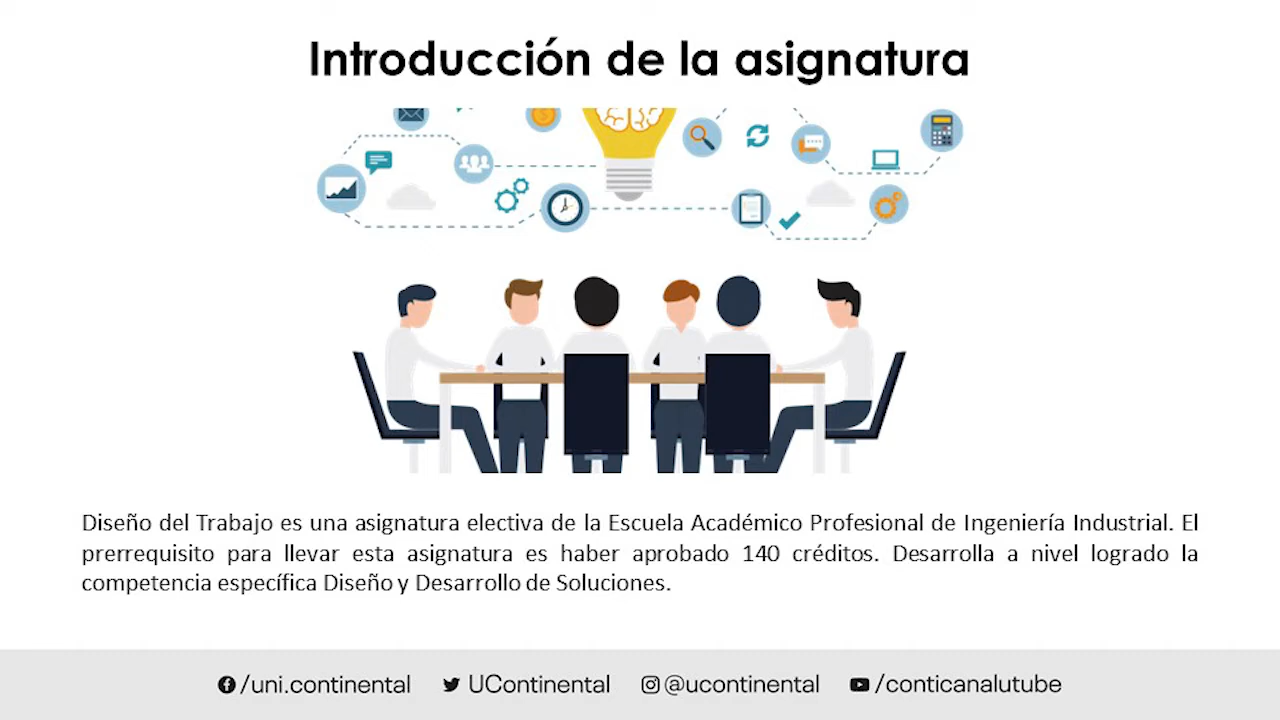 Introducción de la asignatura
Diseño del Trabajo es una asignatura electiva de la Escuela Académico Profesional de Ingeniería Industrial. El
prerrequisito para llevar esta asignatura es haber aprobado 140 créditos. Desarrolla a nivel logrado la
competencia específica Diseño y Desarrollo de Soluciones.
/uni.continental UContinental @ucontinental /conticanalutube